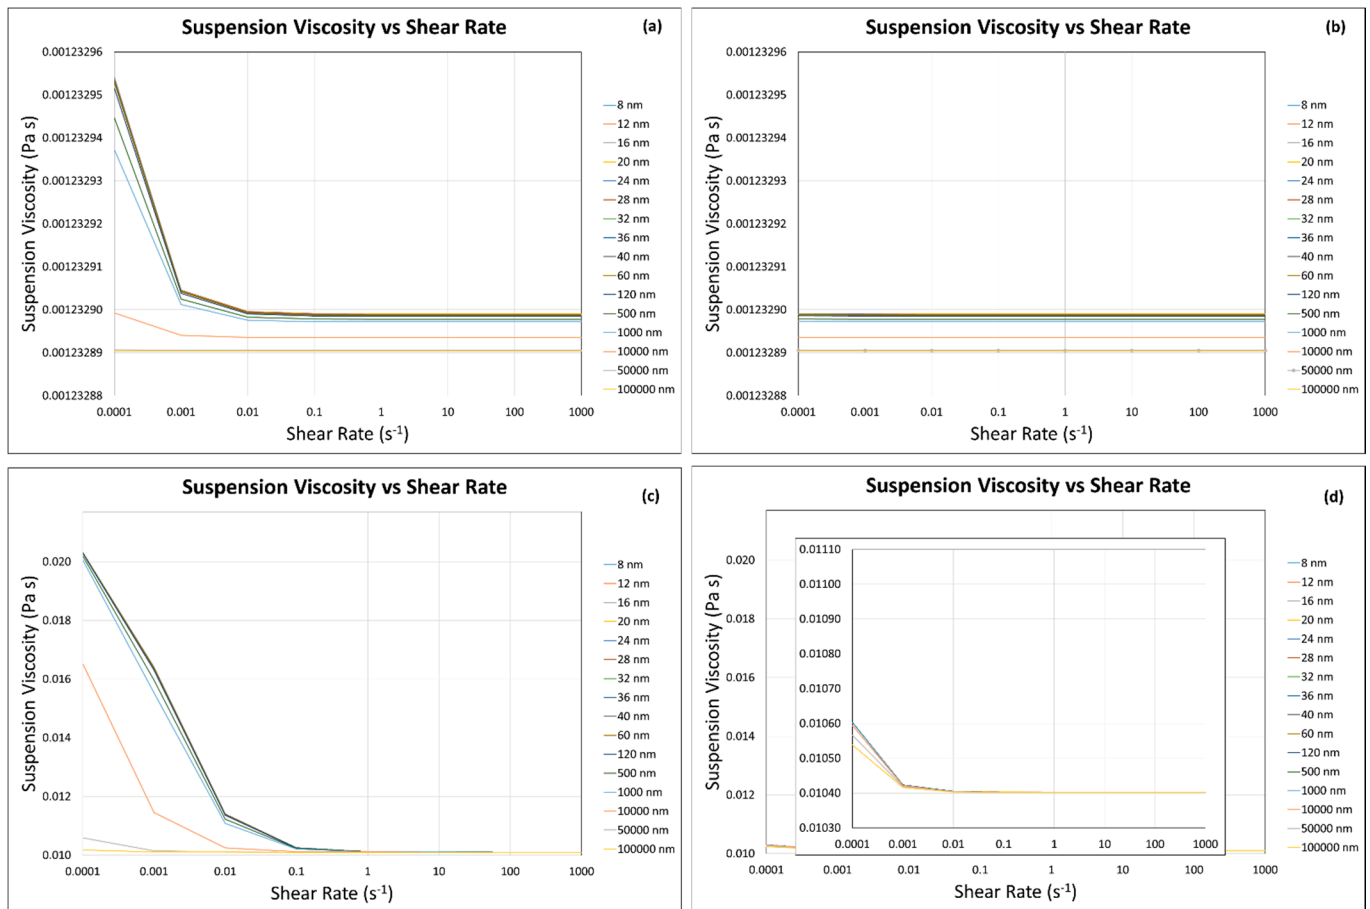 Suspension Viscosity vs Shear Rate
(a)
Suspension Viscosity (Pa s)
0.00123296
0.00123295
0.00123294
0.00123293
0.00123292
0.00123291
0.00123290
0.00123289
0.00123288
0.0001 0.001 0.01 0.1 1 10 100 1000
Shear Rate (s⁻¹)
8 nm
12 nm
16 nm
20 nm
24 nm
28 nm
32 nm
36 nm
40 nm
60 nm
120 nm
500 nm
1000 nm
10000 nm
50000 nm
100000 nm
Suspension Viscosity vs Shear Rate
(b)
Suspension Viscosity (Pa s)
0.00123296
0.00123295
0.00123294
0.00123293
0.00123292
0.00123291
0.00123290
0.00123289
0.00123288
0.0001 0.001 0.01 0.1 1 10 100 1000
Shear Rate (s⁻¹)
8 nm
12 nm
16 nm
20 nm
24 nm
28 nm
32 nm
36 nm
40 nm
60 nm
120 nm
500 nm
1000 nm
10000 nm
50000 nm
100000 nm
Suspension Viscosity vs Shear Rate
(c)
Suspension Viscosity (Pa s)
0.020
0.018
0.016
0.014
0.012
0.010
0.0001 0.001 0.01 0.1 1 10 100 1000
Shear Rate (s⁻¹)
8 nm
12 nm
16 nm
20 nm
24 nm
28 nm
32 nm
36 nm
40 nm
60 nm
120 nm
500 nm
1000 nm
10000 nm
50000 nm
100000 nm
Suspension Viscosity vs Shear Rate
(d)
Suspension Viscosity (Pa s)
0.020
0.018
0.016
0.014
0.012
0.010
0.01110
0.01100
0.01090
0.01080
0.01070
0.01060
0.01050
0.01040
0.01030
0.0001 0.001 0.01 0.1 1 10 100 1000
0.0001 0.001 0.01 0.1 1 10 100 1000
Shear Rate (s⁻¹)
8 nm
12 nm
16 nm
20 nm
24 nm
28 nm
32 nm
36 nm
40 nm
60 nm
120 nm
500 nm
1000 nm
10000 nm
50000 nm
100000 nm